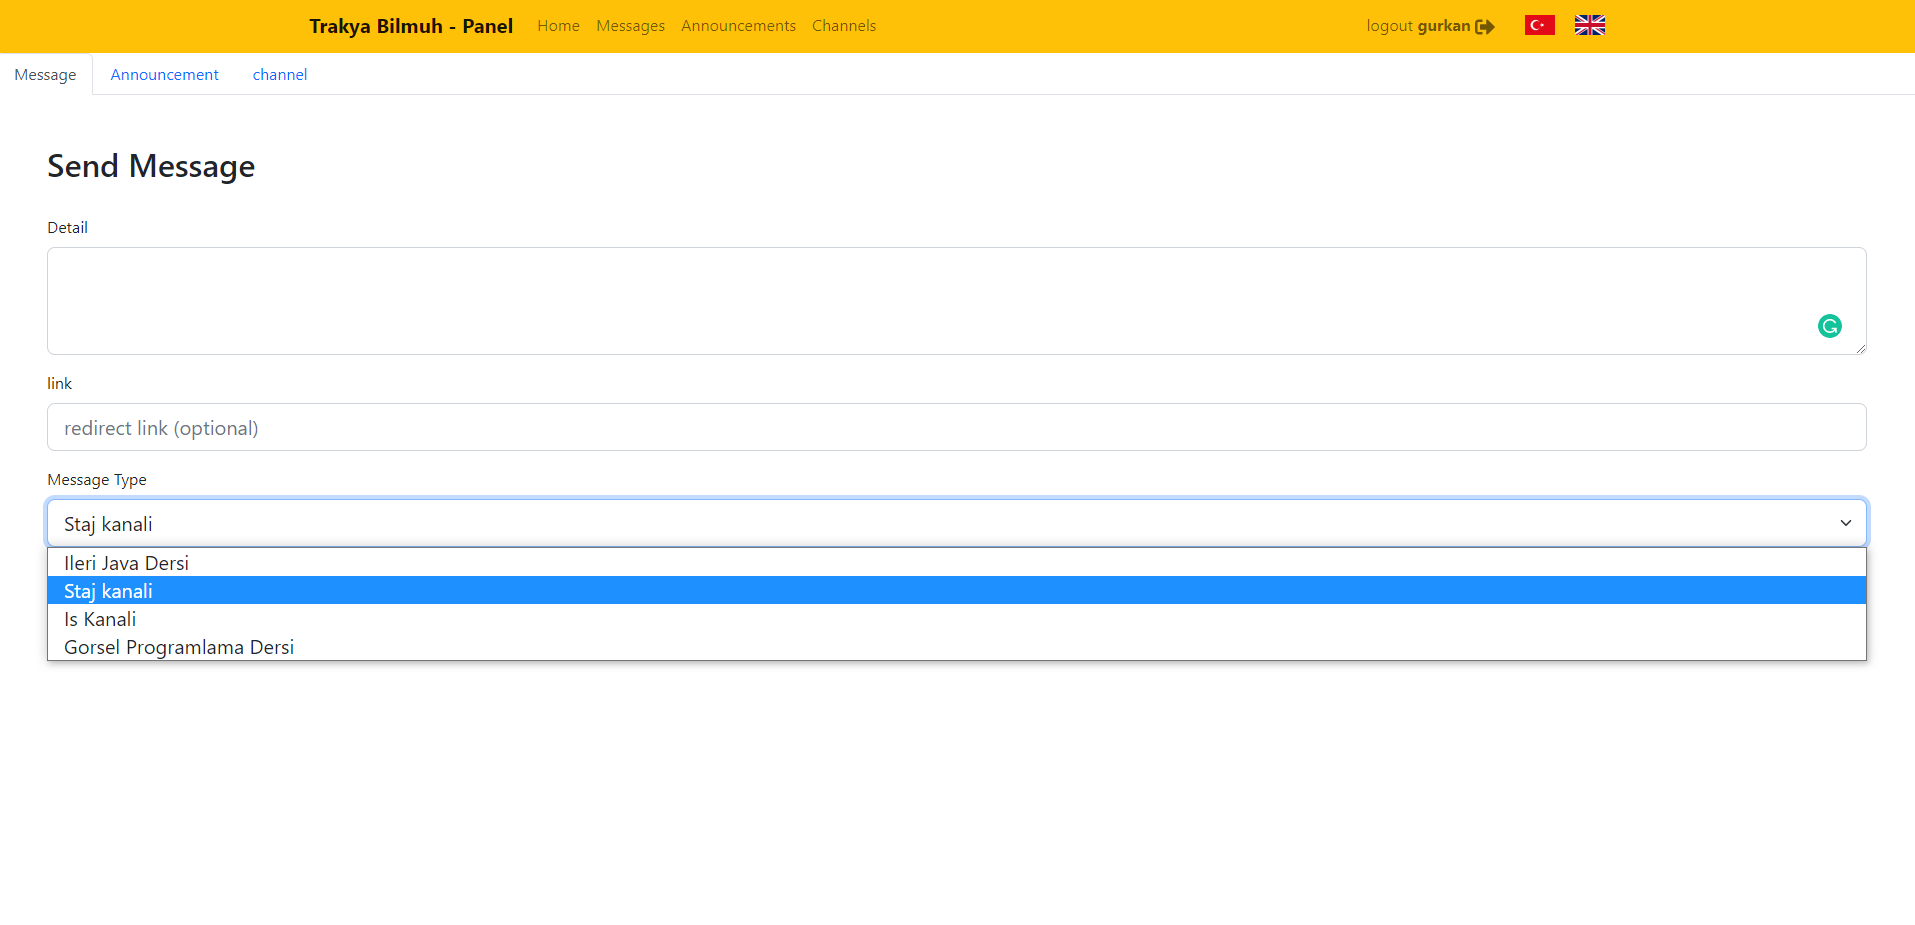 Trakya Bilmuh - Panel Home Messages Announcements Channels logout gurkan
Message Announcement channel
Send Message
Detail
link
redirect link (optional)
Message Type
Staj kanali
Ileri Java Dersi
Staj kanali
Is Kanali
Gorsel Programlama Dersi